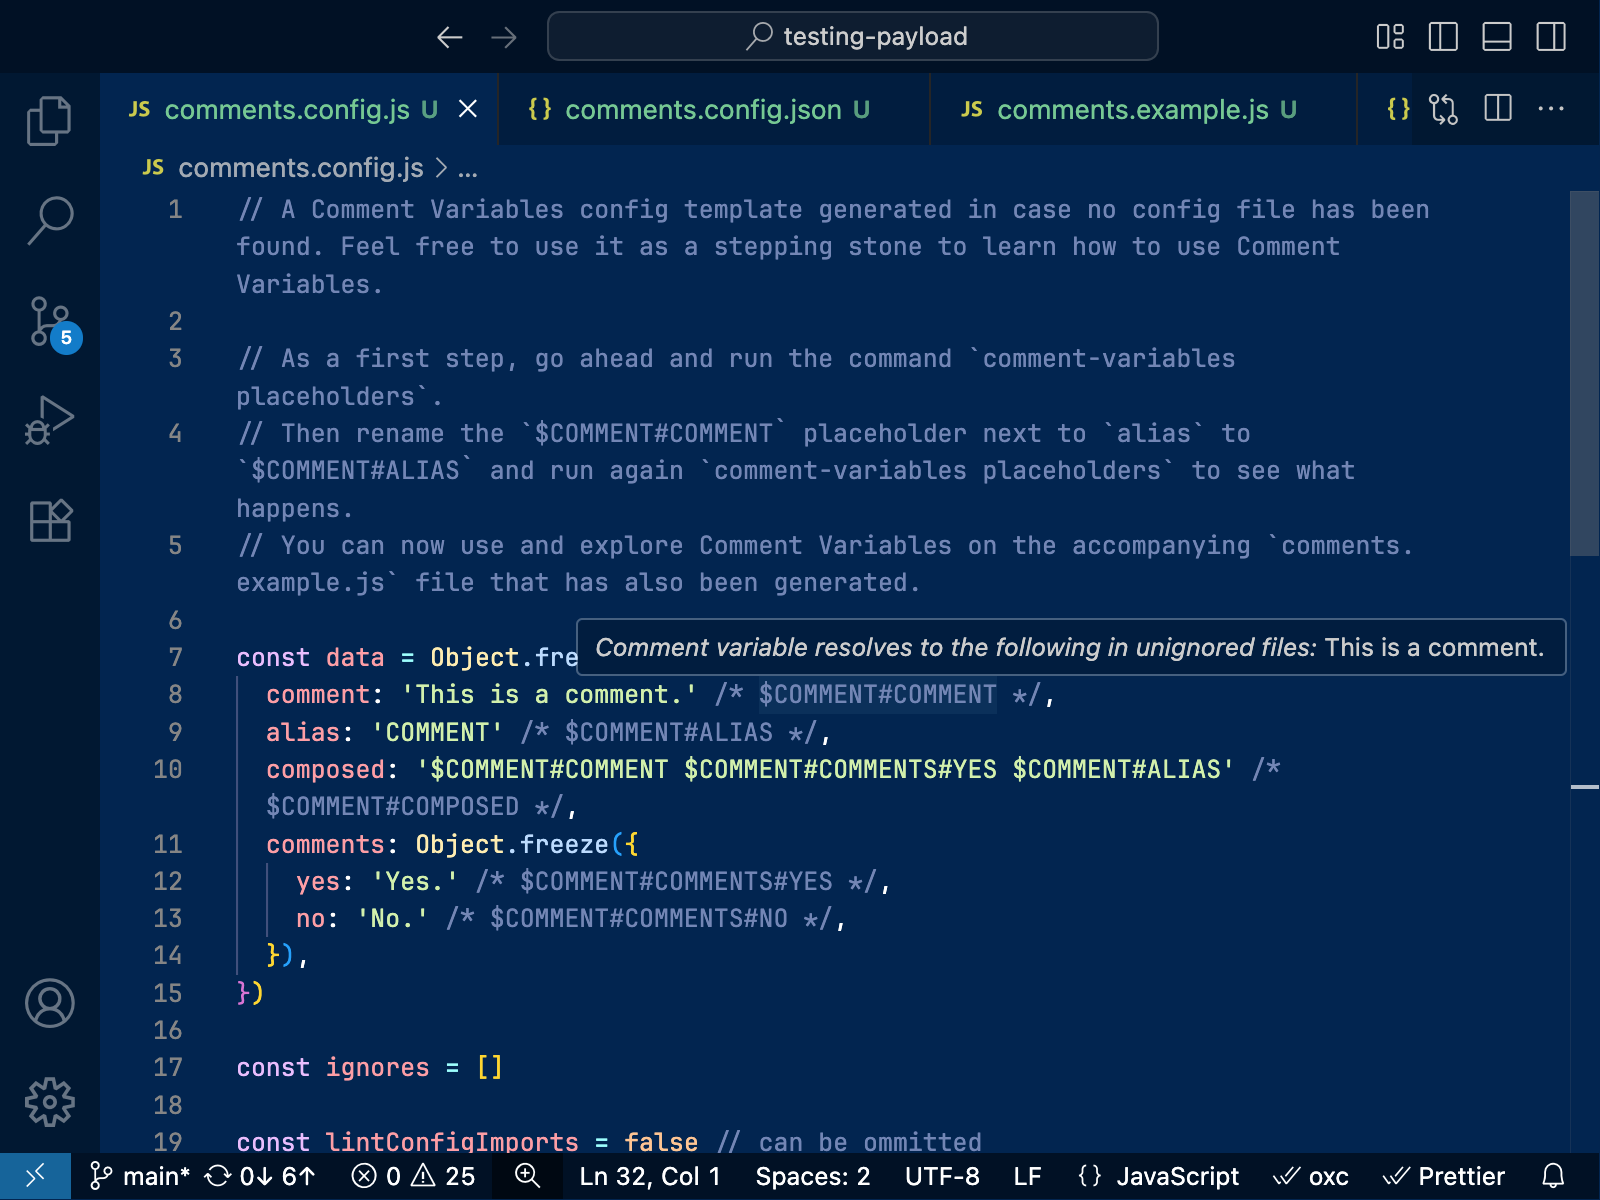 testing-payload
JS comments.config.js U
{} comments.config.json U
JS comments.example.js U
{}
JS comments.config.js > ...
1 // A Comment Variables config template generated in case no config file has been
found. Feel free to use it as a stepping stone to learn how to use Comment
Variables.
2
3 // As a first step, go ahead and run the command `comment-variables
placeholders`.
4 // Then rename the `$COMMENT#COMMENT` placeholder next to `alias` to
`$COMMENT#ALIAS` and run again `comment-variables placeholders` to see what
happens.
5 // You can now use and explore Comment Variables on the accompanying `comments.
example.js` file that has also been generated.
6
Comment variable resolves to the following in unignored files: This is a comment.
7 const data = Object.fre
8 comment: 'This is a comment.' /* $COMMENT#COMMENT */,
9 alias: 'COMMENT' /* $COMMENT#ALIAS */,
10 composed: '$COMMENT#COMMENT $COMMENT#COMMENTS#YES $COMMENT#ALIAS' /*
$COMMENT#COMPOSED */,
11 comments: Object.freeze({
12 yes: 'Yes.' /* $COMMENT#COMMENTS#YES */,
13 no: 'No.' /* $COMMENT#COMMENTS#NO */,
14 }),
15 })
16
17 const ignores = []
18
19 const lintConfigImports = false // can be ommitted
5
main* 0↓ 6↑ 0 25 Ln 32, Col 1 Spaces: 2 UTF-8 LF {} JavaScript oxc Prettier